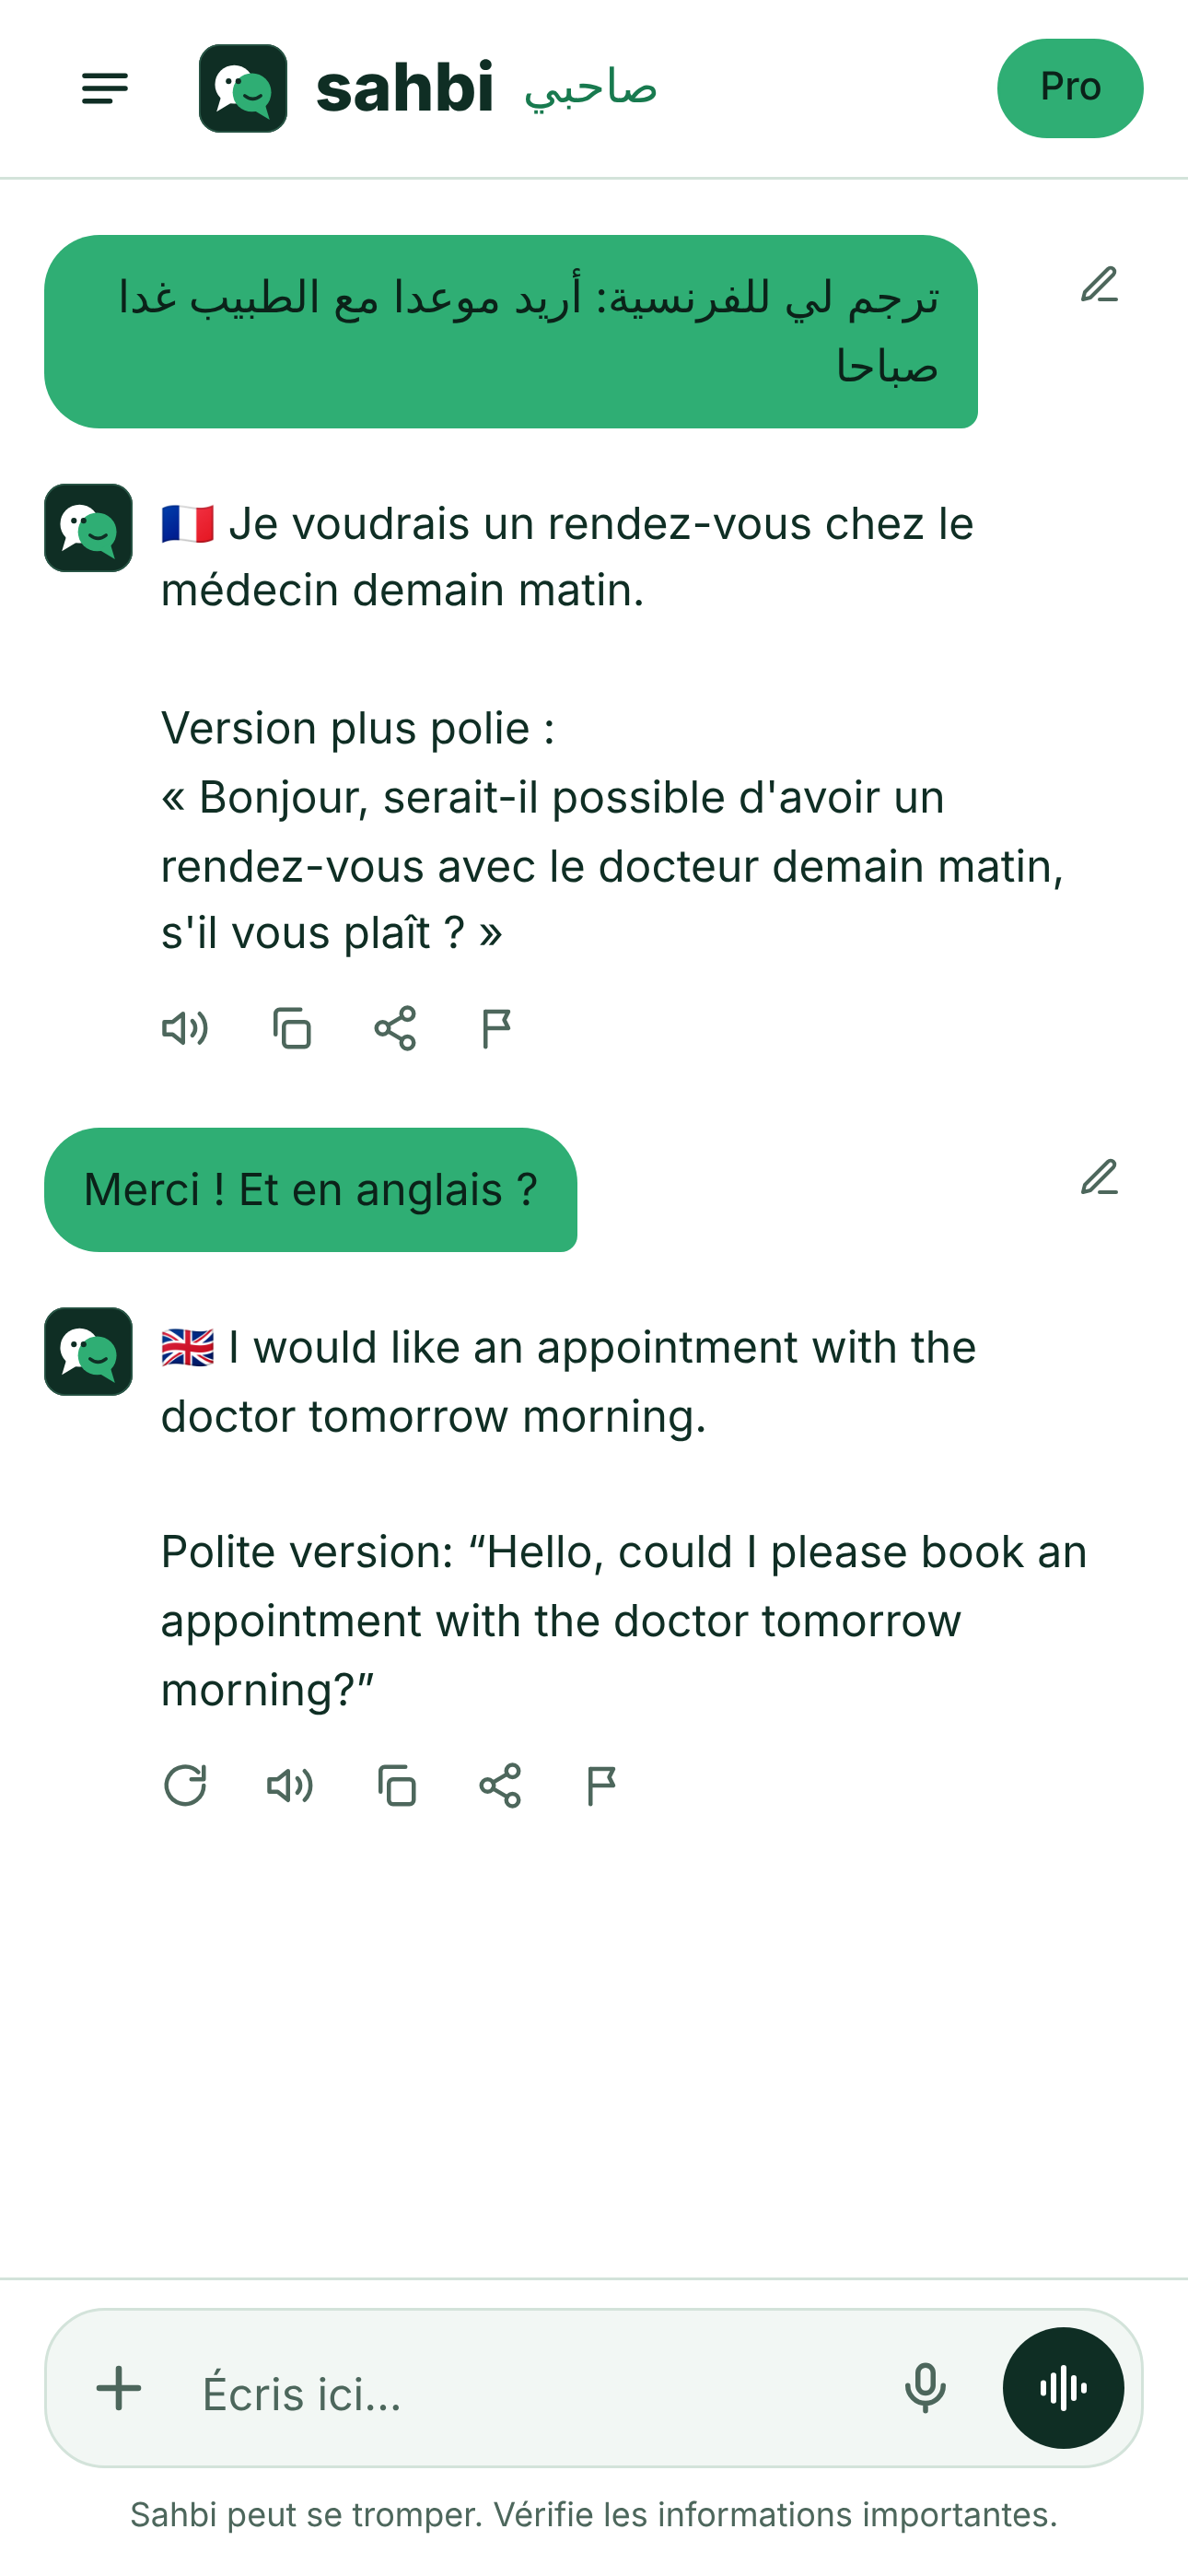 sahbi صاحبي
Pro
ترجم لي للفرنسية: أريد موعدا مع الطبيب غدا
صباحا
🇫🇷 Je voudrais un rendez-vous chez le
médecin demain matin.
Version plus polie :
« Bonjour, serait-il possible d'avoir un
rendez-vous avec le docteur demain matin,
s'il vous plaît ? »
Merci ! Et en anglais ?
🇬🇧 I would like an appointment with the
doctor tomorrow morning.
Polite version: “Hello, could I please book an
appointment with the doctor tomorrow
morning?”
Écris ici...
Sahbi peut se tromper. Vérifie les informations importantes.